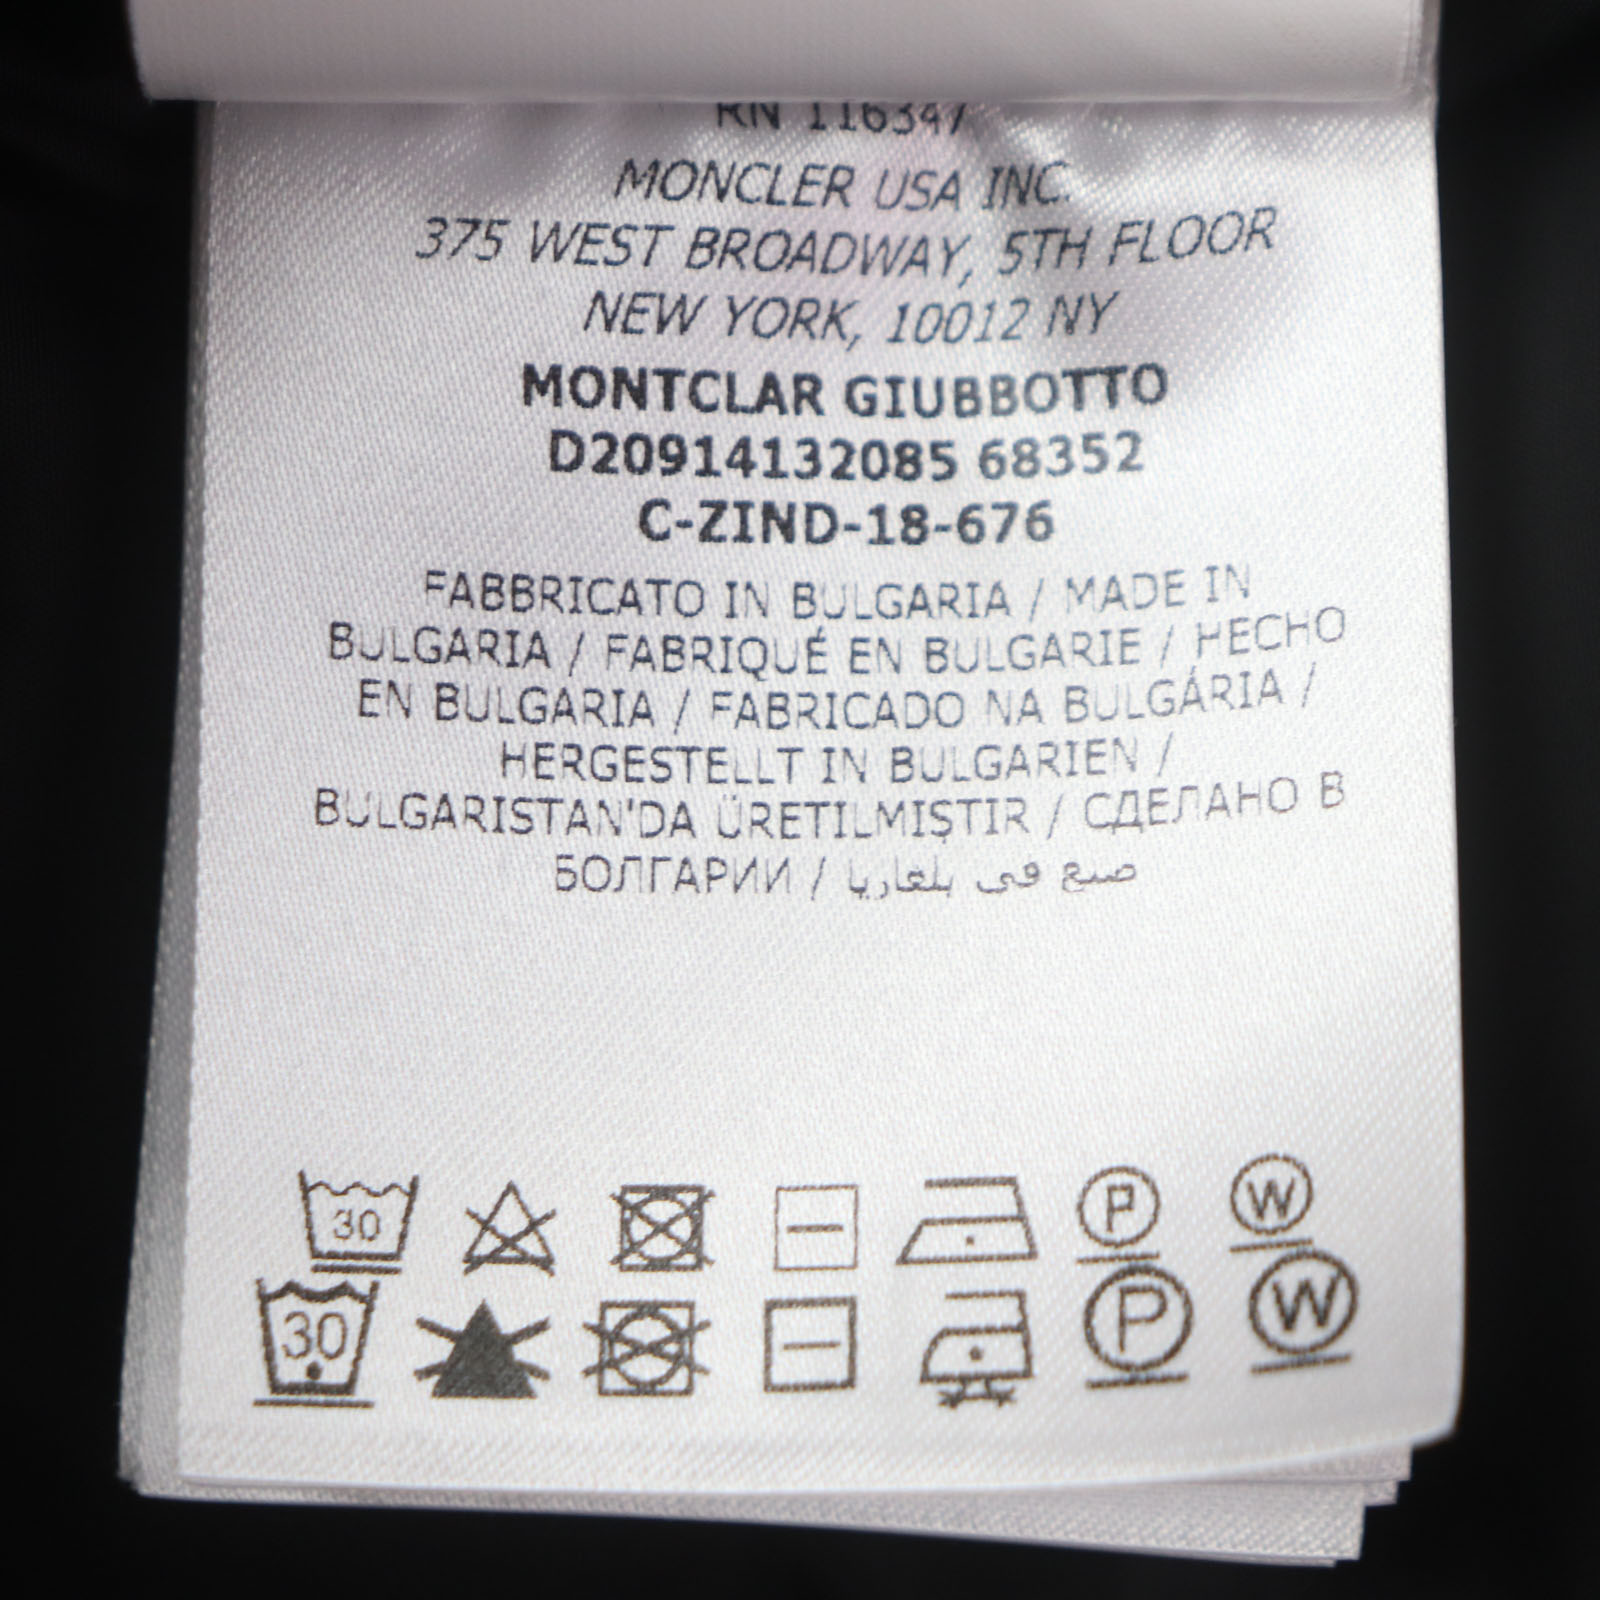 RN 116347
MONCLER USA INC.
375 WEST BROADWAY, 5TH FLOOR
NEW YORK, 10012 NY
MONTCLAR GIUBBOTTO
D20914132085 68352
C-ZIND-18-676
FABBRICATO IN BULGARIA / MADE IN
BULGARIA / FABRIQUÉ EN BULGARIE / HECHO
EN BULGARIA / FABRICADO NA BULGÁRIA /
HERGESTELLT IN BULGARIEN /
BULGARISTAN'DA ÜRETILMIŞTIR / СДЕЛАНО В
БОЛГАРИИ / صنع في بلغاريا
30 P W
30 P W